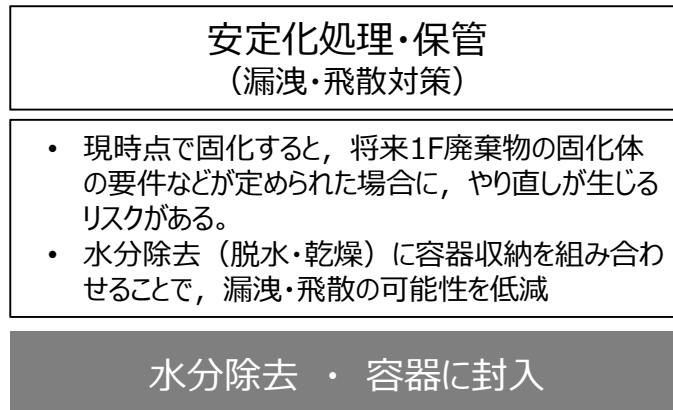 安定化処理・保管
（漏洩・飛散対策）
• 現時点で固化すると，将来1F廃棄物の固化体
の要件などが定められた場合に，やり直しが生じる
リスクがある。
• 水分除去（脱水・乾燥）に容器収納を組み合わ
せることで，漏洩・飛散の可能性を低減
水分除去 ・ 容器に封入